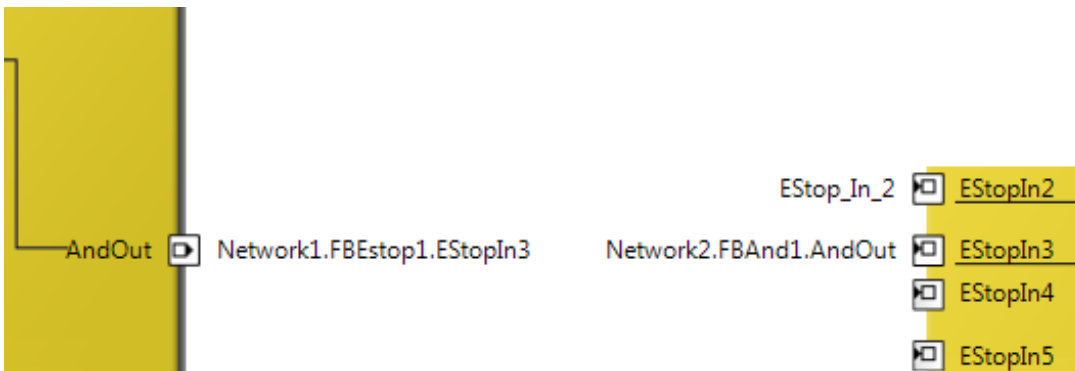 EStop_In_2 EStopIn2
AndOut Network1.FBEstop1.EStopIn3 Network2.FBAnd1.AndOut EStopIn3
EStopIn4
EStopIn5